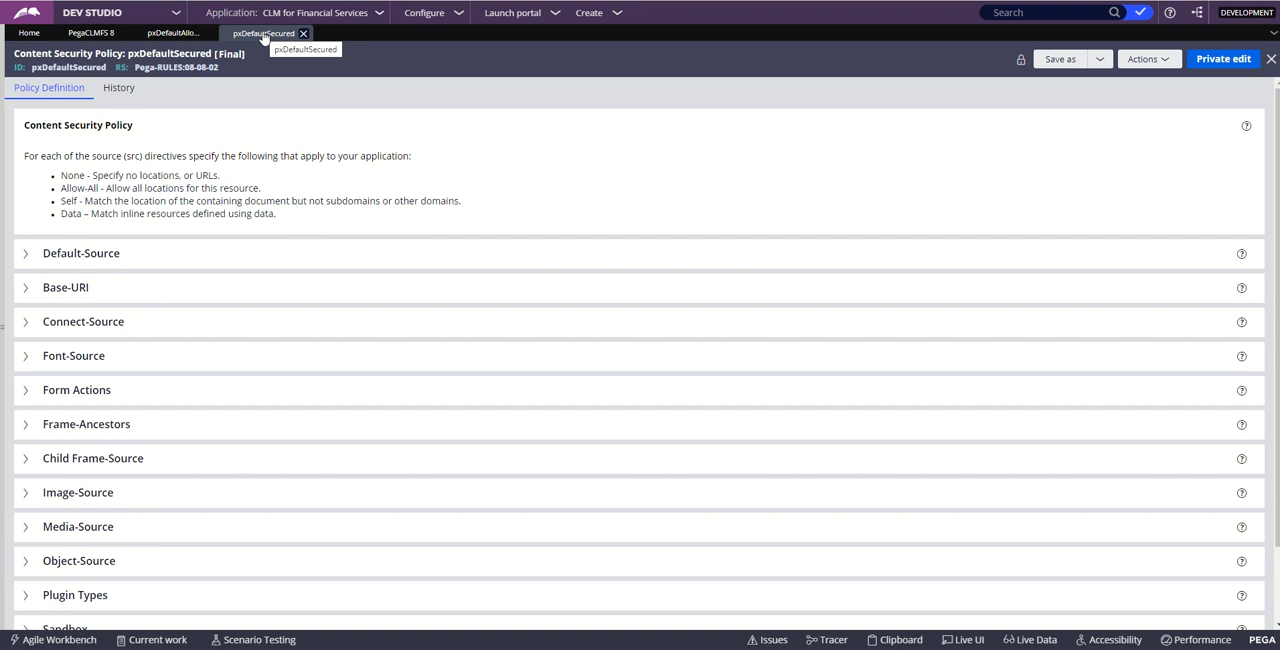 DEV STUDIO Application: CLM for Financial Services Configure Launch portal Create Search DEVELOPMENT
Home PegaCLMFS 8 pxDefaultAllo... pxDefaultSecured
pxDefaultSecured
Content Security Policy: pxDefaultSecured [Final]
ID: pxDefaultSecured RS: Pega-RULES:08-08-02
Save as Actions Private edit
Policy Definition History
Content Security Policy
For each of the source (src) directives specify the following that apply to your application:
• None - Specify no locations, or URLs.
• Allow-All - Allow all locations for this resource.
• Self - Match the location of the containing document but not subdomains or other domains.
• Data – Match inline resources defined using data.
Default-Source
Base-URI
Connect-Source
Font-Source
Form Actions
Frame-Ancestors
Child Frame-Source
Image-Source
Media-Source
Object-Source
Plugin Types
Sandbox
Agile Workbench Current work Scenario Testing Issues Tracer Clipboard Live UI Live Data Accessibility Performance PEGA